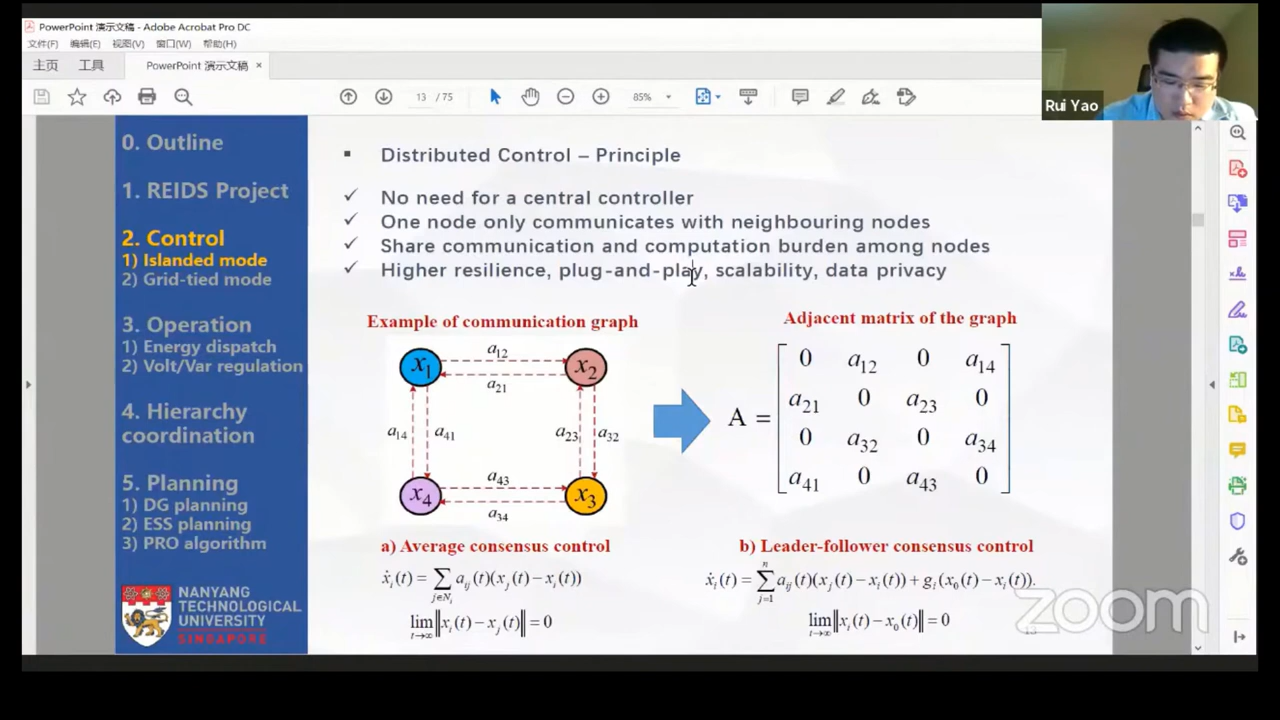 PowerPoint 演示文稿 - Adobe Acrobat Pro DC
文件(F) 编辑(E) 视图(V) 窗口(W) 帮助(H)
主页 工具 PowerPoint 演示文稿 ×
13 / 75 85%
Rui Yao
0. Outline
1. REIDS Project
2. Control
1) Islanded mode
2) Grid-tied mode
3. Operation
1) Energy dispatch
2) Volt/Var regulation
4. Hierarchy
coordination
5. Planning
1) DG planning
2) ESS planning
3) PRO algorithm
NANYANG
TECHNOLOGICAL
UNIVERSITY
SINGAPORE
▪ Distributed Control – Principle
✓ No need for a central controller
✓ One node only communicates with neighbouring nodes
✓ Share communication and computation burden among nodes
✓ Higher resilience, plug-and-play, scalability, data privacy
Example of communication graph
x₁ a₁₂ x₂
a₂₁
a₁₄ a₄₁ a₂₃ a₃₂
x₄ a₄₃ x₃
a₃₄
Adjacent matrix of the graph
0 a₁₂ 0 a₁₄
a₂₁ 0 a₂₃ 0
A =
0 a₃₂ 0 a₃₄
a₄₁ 0 a₄₃ 0
a) Average consensus control
ẋᵢ(t) = ∑ j∈Nᵢ aᵢⱼ(t)(xⱼ(t) − xᵢ(t))
lim t→∞ ‖xᵢ(t) − xⱼ(t)‖ = 0
b) Leader-follower consensus control
ẋᵢ(t) = ∑ j=1 n aᵢⱼ(t)(xⱼ(t) − xᵢ(t)) + gᵢ(x₀(t) − xᵢ(t)).
lim t→∞ ‖xᵢ(t) − x₀(t)‖ = 0
13
zoom